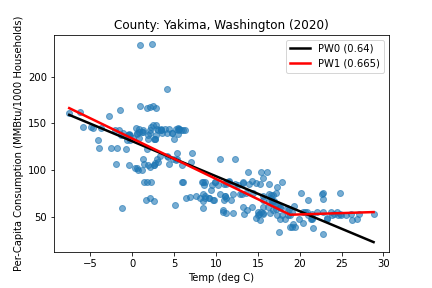 County: Yakima, Washington (2020)
PW0 (0.64)
PW1 (0.665)
Per-Capita Consumption (MMBtu/1000 Households)
200
150
100
50
−5
0
5
10
15
20
25
30
Temp (deg C)